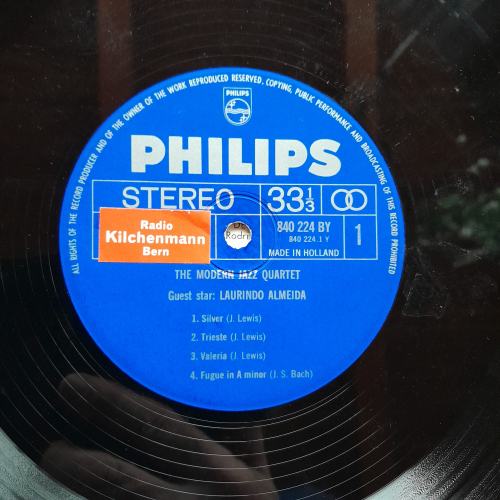 ALL RIGHTS OF THE RECORD PRODUCER AND OF THE OWNER OF THE WORK REPRODUCED RESERVED, COPYING, PUBLIC PERFORMANCE AND BROADCASTING OF THIS RECORD PROHIBITED
PHILIPS
PHILIPS
STEREO 33 1/3
Radio
Kilchenmann
Bern
840 224 BY
840 224.1 Y
1
MADE IN HOLLAND
THE MODERN JAZZ QUARTET
Guest star: LAURINDO ALMEIDA
1. Silver (J. Lewis)
2. Trieste (J. Lewis)
3. Valeria (J. Lewis)
4. Fugue in A minor (J. S. Bach)